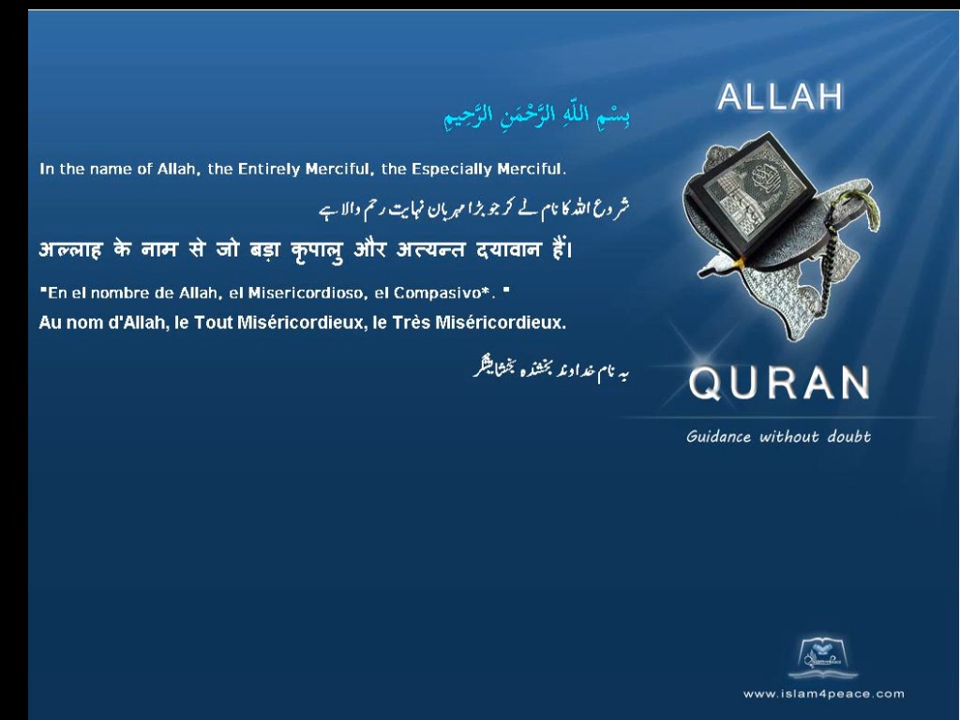 بِسْمِ اللّهِ الرَّحْمَنِ الرَّحِيمِ
In the name of Allah, the Entirely Merciful, the Especially Merciful.
شروع الله کا نام لے کر جو بڑا مہربان نہایت رحم والا ہے
अल्लाह के नाम से जो बड़ा कृपालु और अत्यन्त दयावान हैं।
"En el nombre de Allah, el Misericordioso, el Compasivo*. "
Au nom d'Allah, le Tout Miséricordieux, le Très Miséricordieux.
به نام خداوند بخشنده بخشایشگر
ALLAH
QURAN
Guidance without doubt
www.islam4peace.com